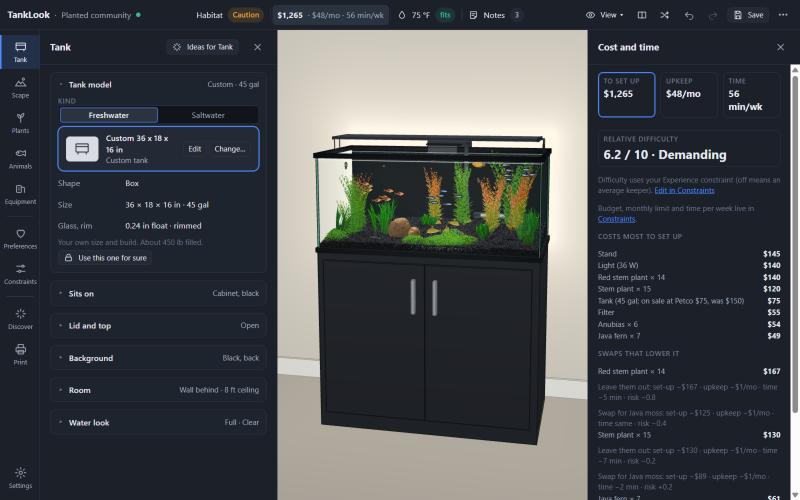 TankLook · Planted community
Habitat Caution
$1,265 · $48/mo · 56 min/wk
75 °F fits
Notes 3
View
Save
Tank
Scape
Plants
Animals
Equipment
Preferences
Constraints
Discover
Print
Settings
Tank
Ideas for Tank
Tank model Custom · 45 gal
KIND
Freshwater Saltwater
Custom 36 x 18 x
16 in
Custom tank
Edit Change...
Shape Box
Size 36 × 18 × 16 in · 45 gal
Glass, rim 0.24 in float · rimmed
Your own size and build. About 450 lb filled.
Use this one for sure
Sits on Cabinet, black
Lid and top Open
Background Black, back
Room Wall behind · 8 ft ceiling
Water look Full · Clear
Cost and time
TO SET UP
$1,265
UPKEEP
$48/mo
TIME
56
min/wk
RELATIVE DIFFICULTY
6.2 / 10 · Demanding
Difficulty uses your Experience constraint (off means an
average keeper). Edit in Constraints
Budget, monthly limit and time per week live in
Constraints.
COSTS MOST TO SET UP
Stand $145
Light (36 W) $140
Red stem plant × 14 $140
Stem plant × 15 $120
Tank (45 gal; on sale at Petco $75, was $150) $75
Filter $55
Anubias × 6 $54
Java fern × 7 $49
SWAPS THAT LOWER IT
Red stem plant × 14 $167
Leave them out: set-up −$167 · upkeep −$1/mo · time
−5 min · risk −0.8
Swap for Java moss: set-up −$125 · upkeep −$1/mo ·
time same · risk −0.4
Stem plant × 15 $130
Leave them out: set-up −$130 · upkeep −$1/mo · time
−7 min · risk −0.2
Swap for Java moss: set-up −$89 · upkeep −$1/mo ·
time −2 min · risk +0.2
Java fern × 7 $61